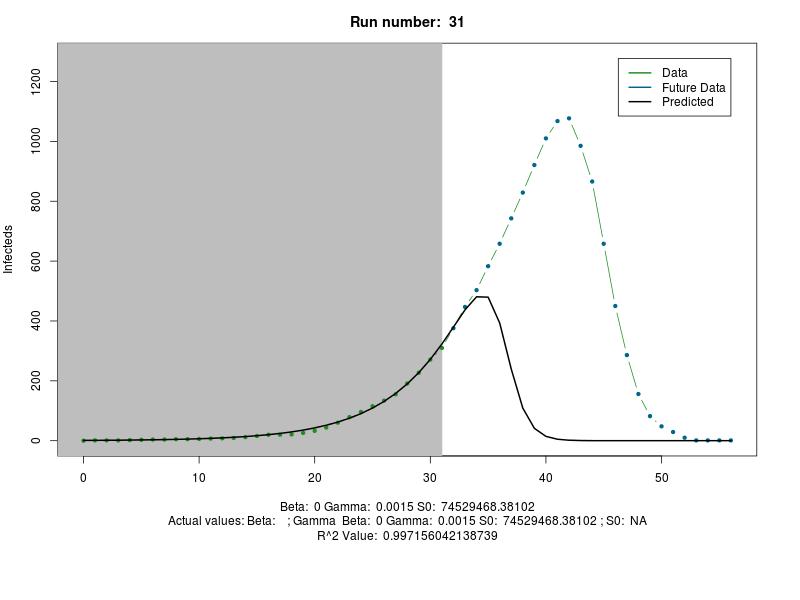 Run number:  31
Data
Future Data
Predicted
Infecteds
1200
1000
800
600
400
200
0
0 10 20 30 40 50
Beta:  0 Gamma:  0.0015 S0:  74529468.38102
Actual values: Beta:    ; Gamma  Beta:  0 Gamma:  0.0015 S0:  74529468.38102 ; S0:  NA
R^2 Value:  0.997156042138739